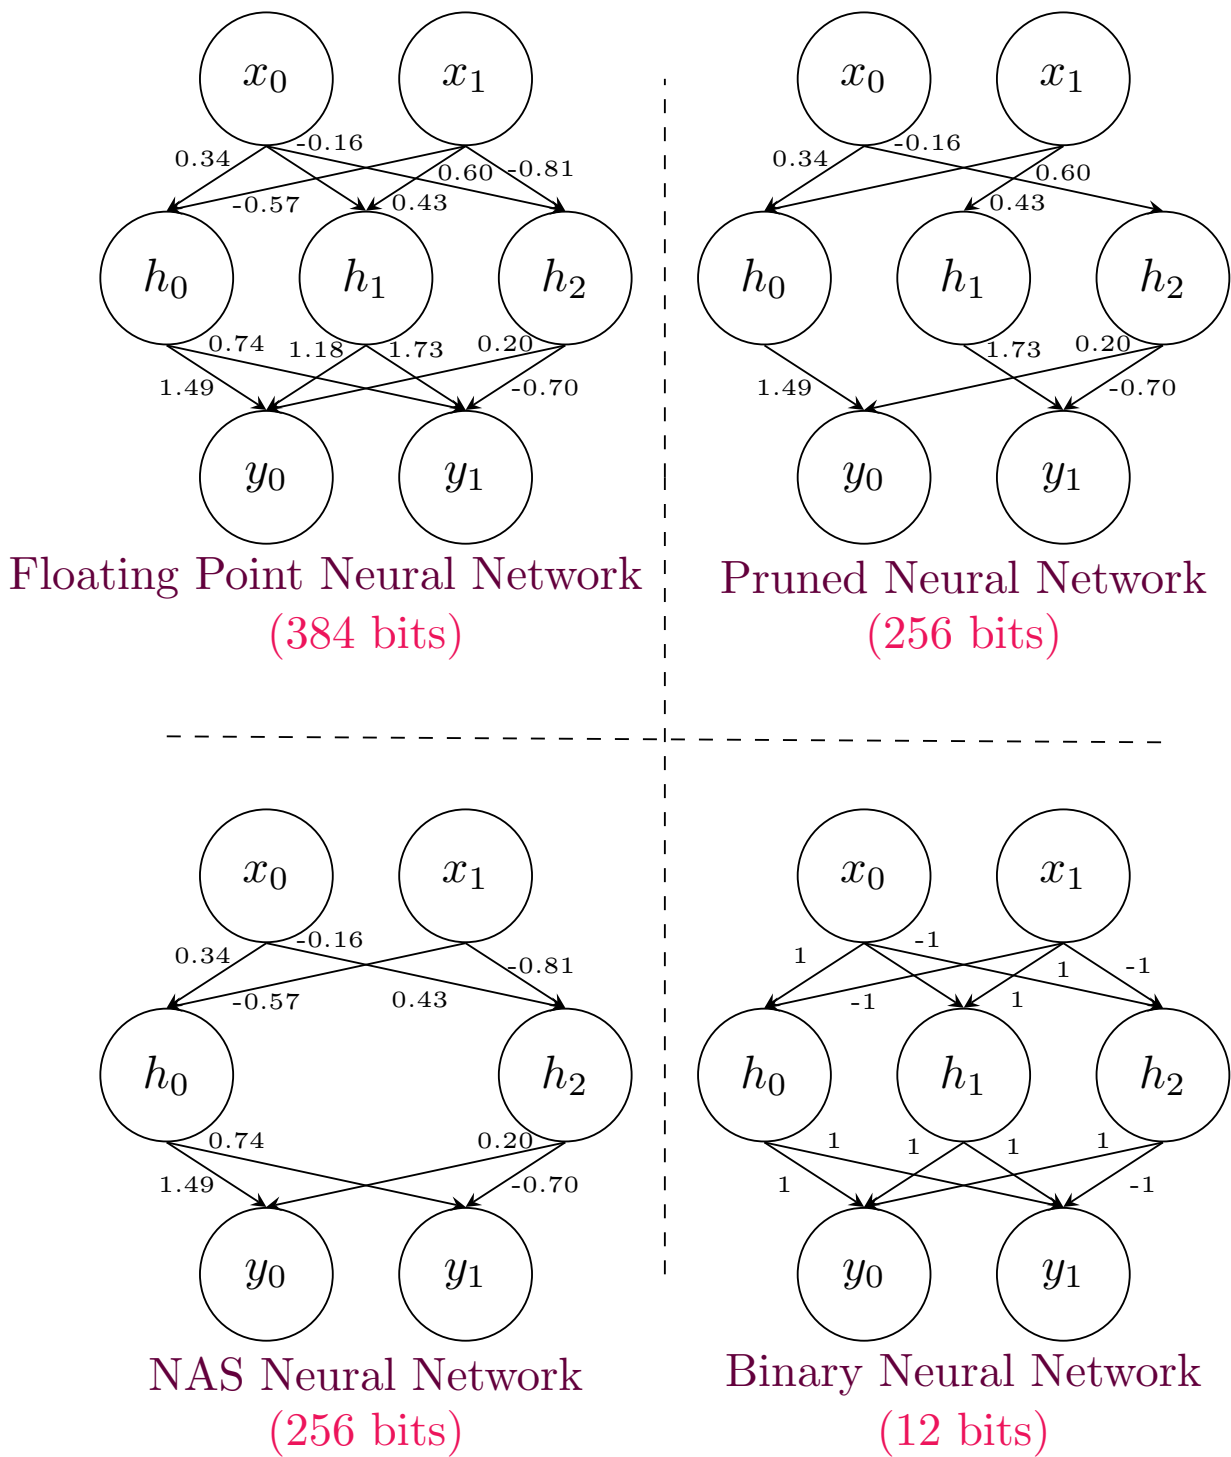 x₀ x₁
0.34 -0.16 0.60 -0.81
-0.57 0.43
h₀ h₁ h₂
0.74 1.18 1.73 0.20
1.49 -0.70
y₀ y₁
Floating Point Neural Network
(384 bits)
x₀ x₁
0.34 -0.16 0.60
0.43
h₀ h₁ h₂
1.73 0.20
1.49 -0.70
y₀ y₁
Pruned Neural Network
(256 bits)
x₀ x₁
0.34 -0.16 -0.81
-0.57 0.43
h₀ h₂
0.74 0.20
1.49 -0.70
y₀ y₁
NAS Neural Network
(256 bits)
x₀ x₁
1 -1 1 -1
-1 1
h₀ h₁ h₂
1 1 1 1
1 -1
y₀ y₁
Binary Neural Network
(12 bits)